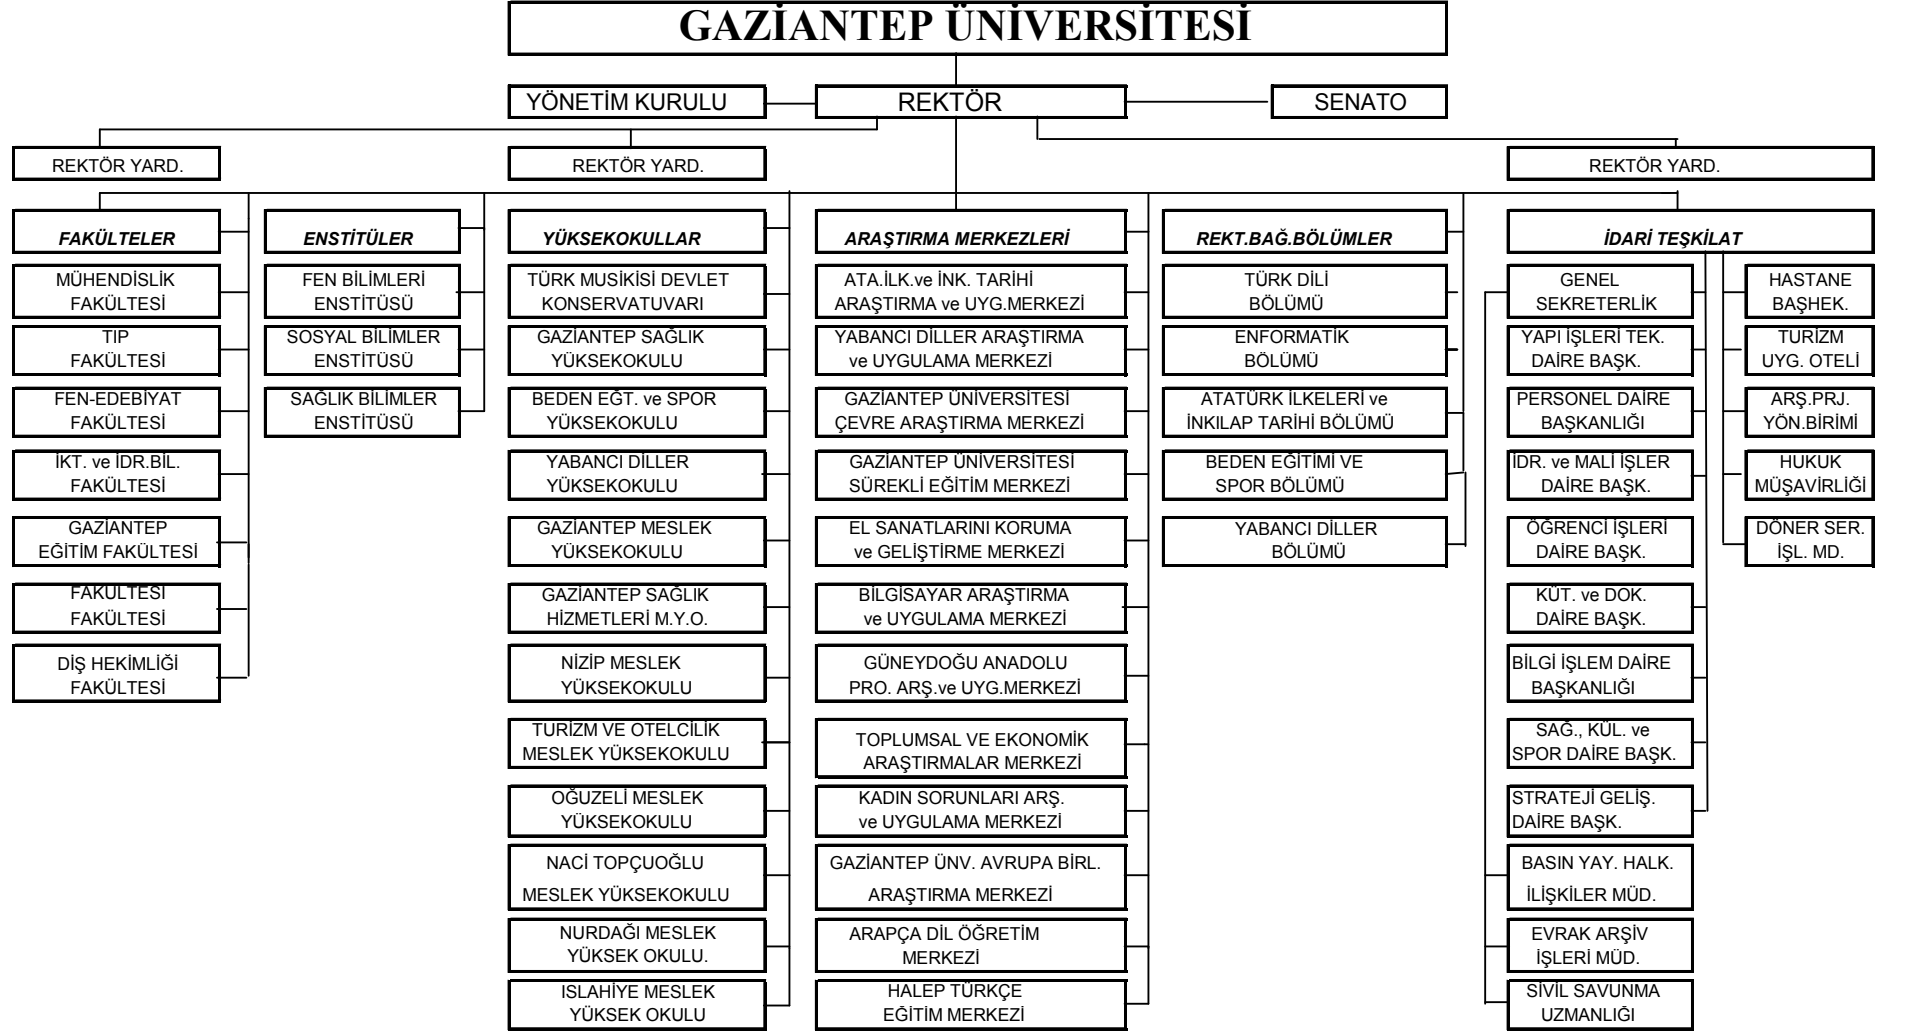 GAZİANTEP ÜNİVERSİTESİ
YÖNETİM KURULU
REKTÖR
SENATO
REKTÖR YARD.
REKTÖR YARD.
REKTÖR YARD.
FAKÜLTELER
MÜHENDİSLİK
FAKÜLTESİ
TIP
FAKÜLTESİ
FEN-EDEBİYAT
FAKÜLTESİ
İKT. ve İDR.BİL.
FAKÜLTESİ
GAZİANTEP
EĞİTİM FAKÜLTESİ
FAKÜLTESİ
FAKÜLTESİ
DİŞ HEKİMLİĞİ
FAKÜLTESİ
ENSTİTÜLER
FEN BİLİMLERİ
ENSTİTÜSÜ
SOSYAL BİLİMLER
ENSTİTÜSÜ
SAĞLIK BİLİMLER
ENSTİTÜSÜ
YÜKSEKOKULLAR
TÜRK MUSIKİSİ DEVLET
KONSERVATUVARI
GAZİANTEP SAĞLIK
YÜKSEKOKULU
BEDEN EĞT. ve SPOR
YÜKSEKOKULU
YABANCI DİLLER
YÜKSEKOKULU
GAZİANTEP MESLEK
YÜKSEKOKULU
GAZİANTEP SAĞLIK
HİZMETLERİ M.Y.O.
NİZİP MESLEK
YÜKSEKOKULU
TURİZM VE OTELCİLİK
MESLEK YÜKSEKOKULU
OĞUZELİ MESLEK
YÜKSEKOKULU
NACİ TOPÇUOĞLU
MESLEK YÜKSEKOKULU
NURDAĞI MESLEK
YÜKSEK OKULU.
ISLAHİYE MESLEK
YÜKSEK OKULU
ARAŞTIRMA MERKEZLERİ
ATA.İLK.ve İNK. TARİHİ
ARAŞTIRMA ve UYG.MERKEZİ
YABANCI DİLLER ARAŞTIRMA
ve UYGULAMA MERKEZİ
GAZİANTEP ÜNİVERSİTESİ
ÇEVRE ARAŞTIRMA MERKEZİ
GAZİANTEP ÜNİVERSİTESİ
SÜREKLİ EĞİTİM MERKEZİ
EL SANATLARINI KORUMA
ve GELİŞTİRME MERKEZİ
BİLGİSAYAR ARAŞTIRMA
ve UYGULAMA MERKEZİ
GÜNEYDOĞU ANADOLU
PRO. ARŞ.ve UYG.MERKEZİ
TOPLUMSAL VE EKONOMİK
ARAŞTIRMALAR MERKEZİ
KADIN SORUNLARI ARŞ.
ve UYGULAMA MERKEZİ
GAZİANTEP ÜNV. AVRUPA BİRL.
ARAŞTIRMA MERKEZİ
ARAPÇA DİL ÖĞRETİM
MERKEZİ
HALEP TÜRKÇE
EĞİTİM MERKEZİ
REKT.BAĞ.BÖLÜMLER
TÜRK DİLİ
BÖLÜMÜ
ENFORMATİK
BÖLÜMÜ
ATATÜRK İLKELERİ ve
İNKILAP TARİHİ BÖLÜMÜ
BEDEN EĞİTİMİ VE
SPOR BÖLÜMÜ
YABANCI DİLLER
BÖLÜMÜ
İDARİ TEŞKİLAT
GENEL
SEKRETERLİK
YAPI İŞLERİ TEK.
DAİRE BAŞK.
PERSONEL DAİRE
BAŞKANLIĞI
İDR. ve MALİ İŞLER
DAİRE BAŞK.
ÖĞRENCİ İŞLERİ
DAİRE BAŞK.
KÜT. ve DOK.
DAİRE BAŞK.
BİLGİ İŞLEM DAİRE
BAŞKANLIĞI
SAĞ., KÜL. ve
SPOR DAİRE BAŞK.
STRATEJİ GELİŞ.
DAİRE BAŞK.
BASIN YAY. HALK.
İLİŞKİLER MÜD.
EVRAK ARŞİV
İŞLERİ MÜD.
SİVİL SAVUNMA
UZMANLIĞI
HASTANE
BAŞHEK.
TURİZM
UYG. OTELİ
ARŞ.PRJ.
YÖN.BİRİMİ
HUKUK
MÜŞAVİRLİĞİ
DÖNER SER.
İŞL. MD.